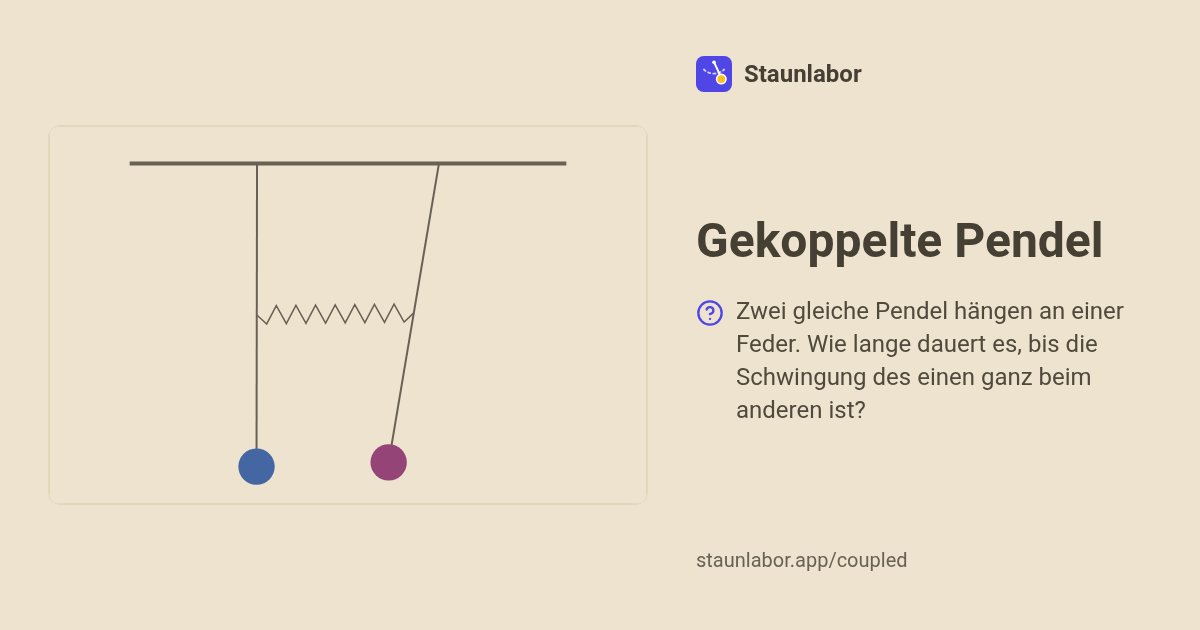 Staunlabor
Gekoppelte Pendel
Zwei gleiche Pendel hängen an einer
Feder. Wie lange dauert es, bis die
Schwingung des einen ganz beim
anderen ist?
staunlabor.app/coupled